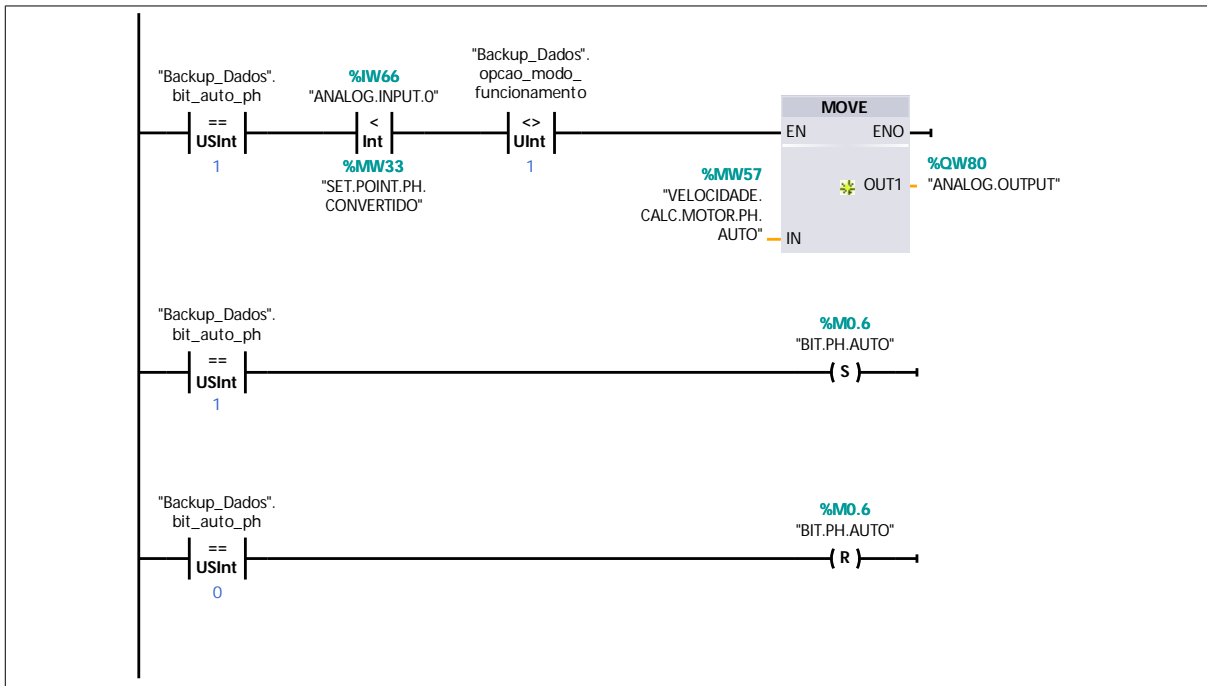 "Backup_Dados".
bit_auto_ph
==
USInt
1
%IW66
"ANALOG.INPUT.0"
<
Int
%MW33
"SET.POINT.PH.
CONVERTIDO"
"Backup_Dados".
opcao_modo_
funcionamento
<>
UInt
1
MOVE
EN ENO
%MW57
"VELOCIDADE.
CALC.MOTOR.PH.
AUTO"
IN
OUT1
%QW80
"ANALOG.OUTPUT"
"Backup_Dados".
bit_auto_ph
==
USInt
1
%M0.6
"BIT.PH.AUTO"
( S )
"Backup_Dados".
bit_auto_ph
==
USInt
0
%M0.6
"BIT.PH.AUTO"
( R )